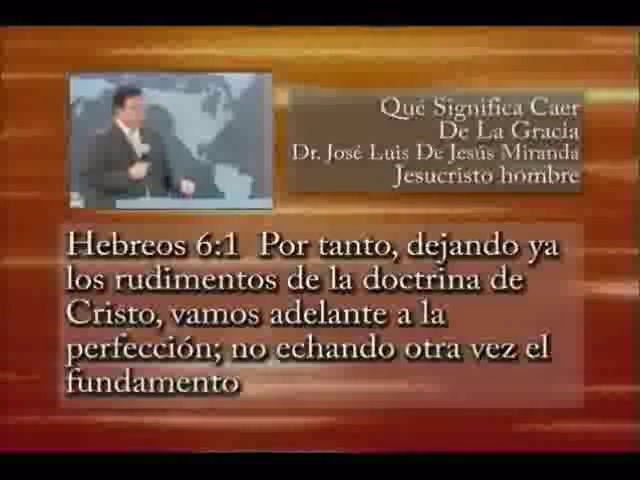 Qué Significa Caer
De La Gracia
Dr. José Luis De Jesús Miranda
Jesucristo hombre
Hebreos 6:1 Por tanto, dejando ya
los rudimentos de la doctrina de
Cristo, vamos adelante a la
perfección; no echando otra vez el
fundamento